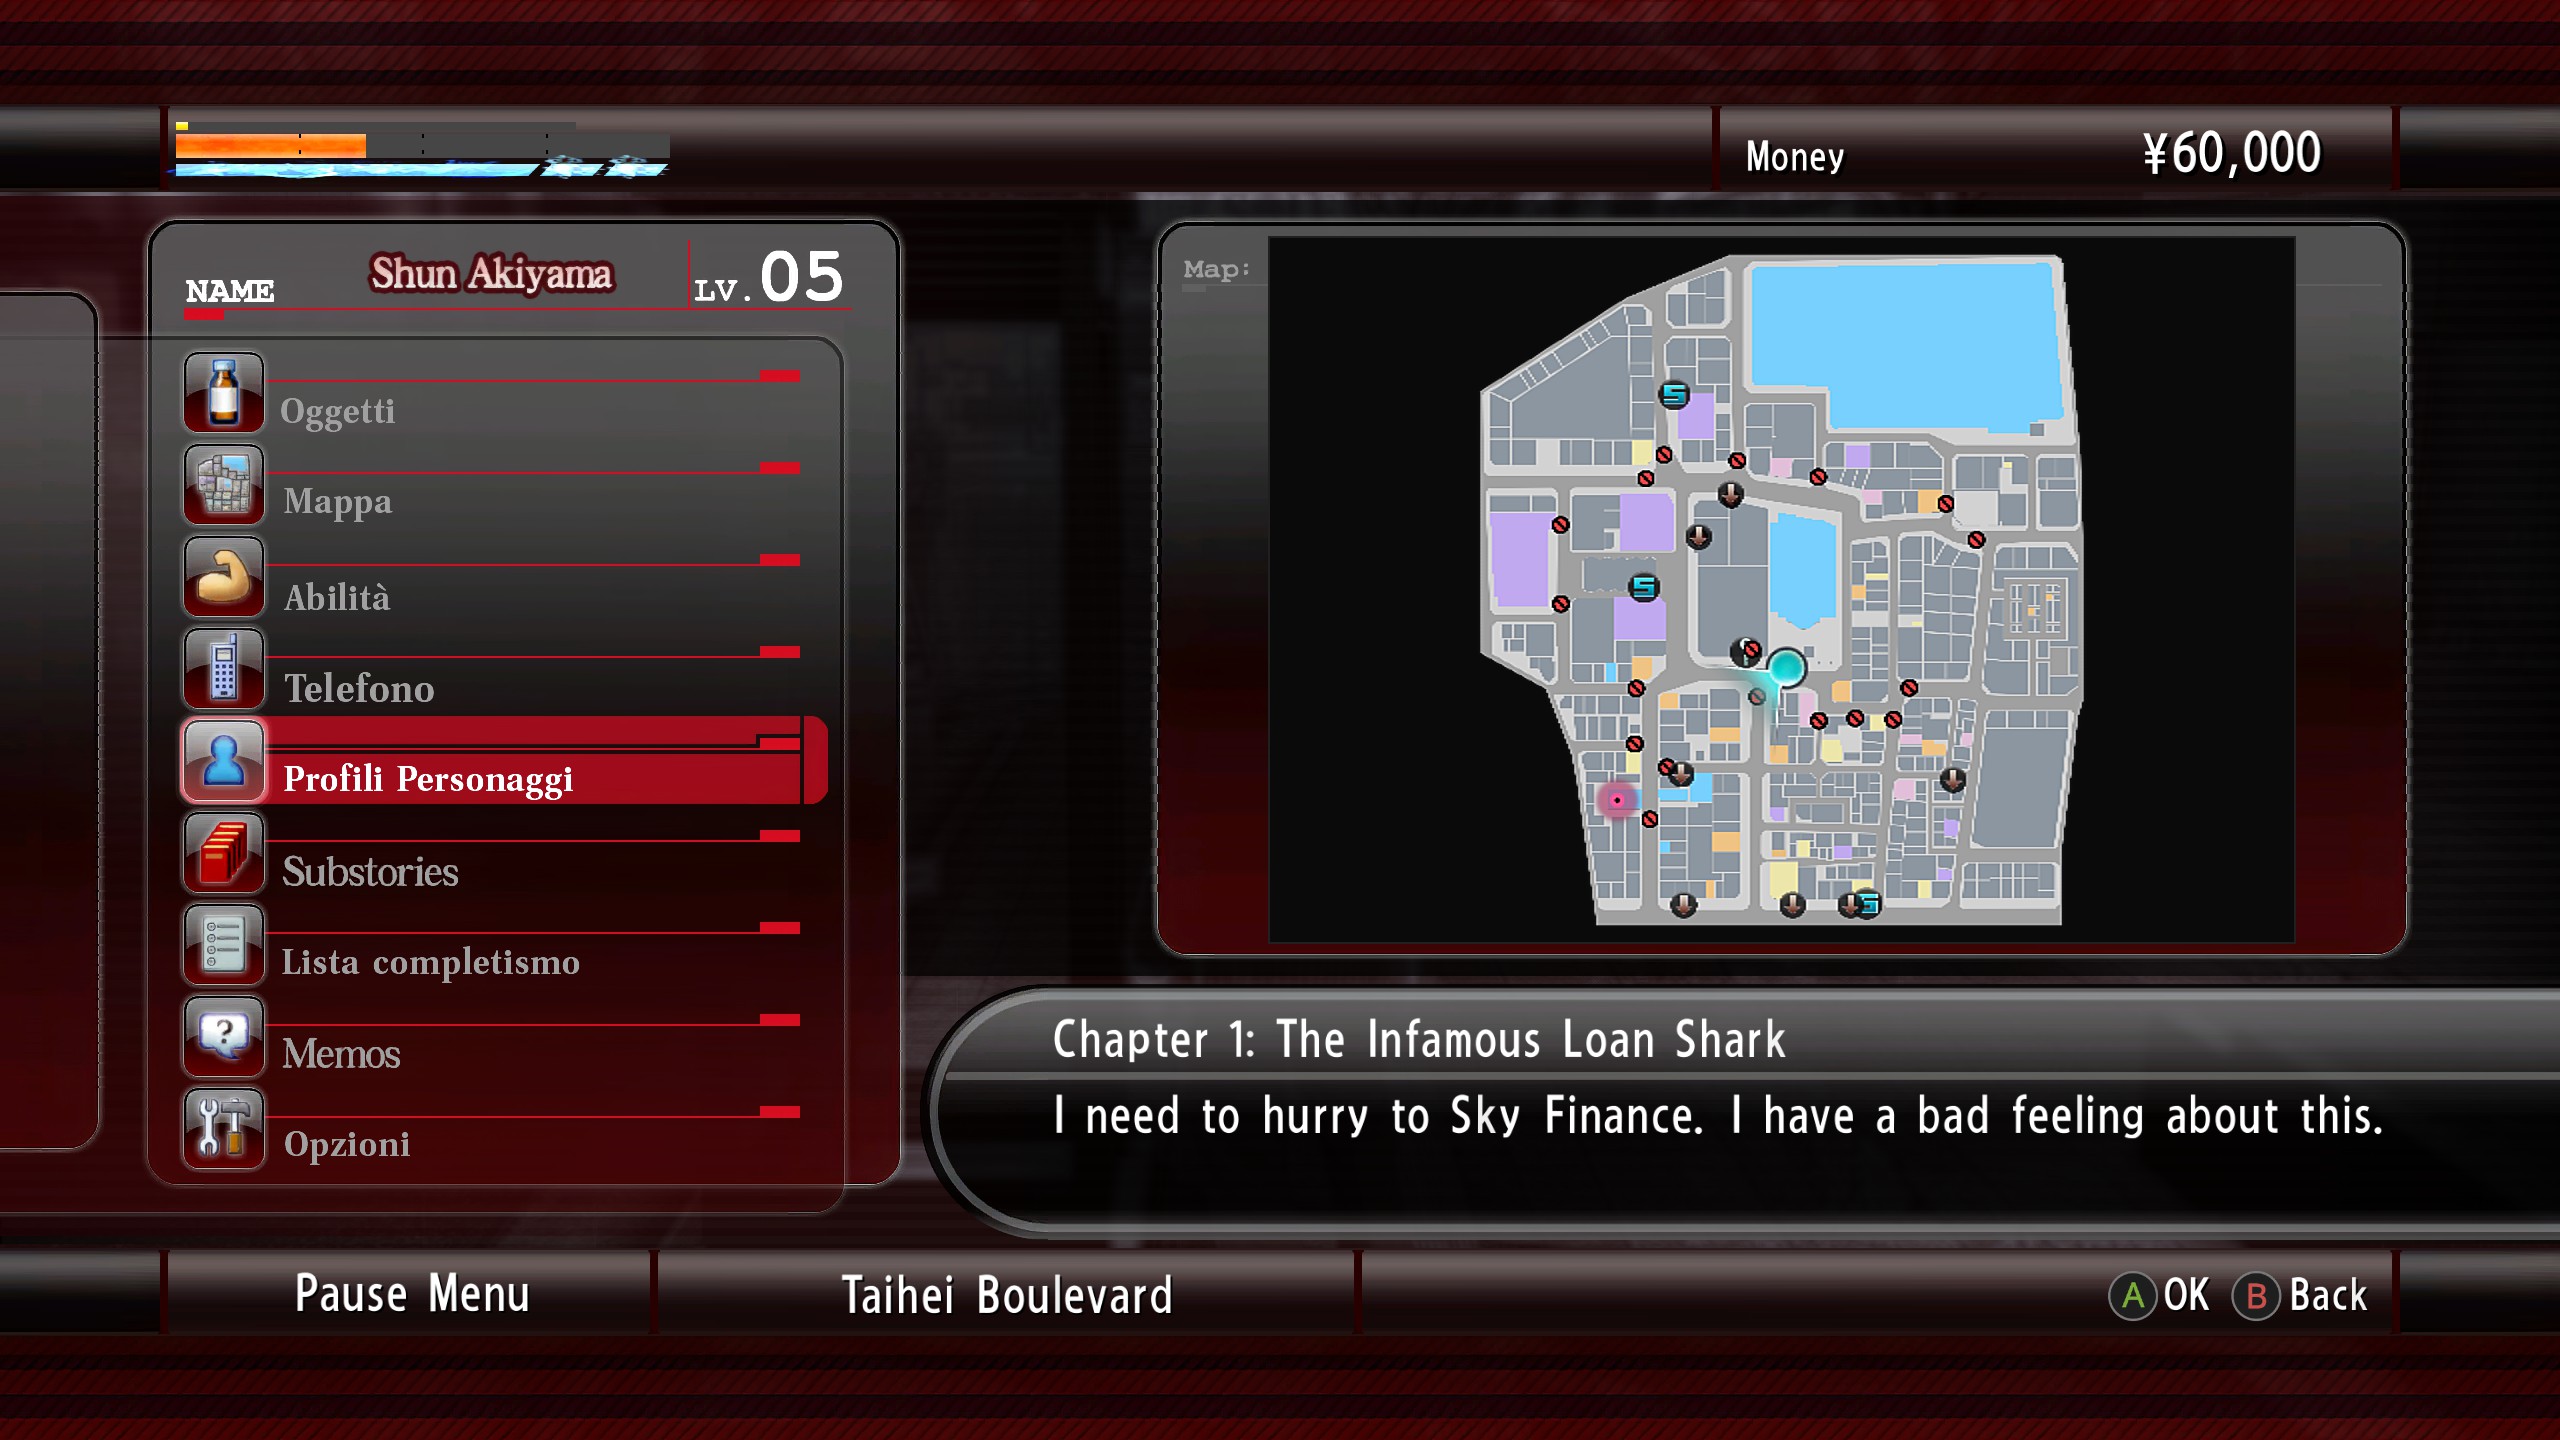 Money ¥60,000
NAME Shun Akiyama LV. 05
Map:
Oggetti
Mappa
Abilità
Telefono
Profili Personaggi
Substories
Lista completismo
Memos
Opzioni
Chapter 1: The Infamous Loan Shark
I need to hurry to Sky Finance. I have a bad feeling about this.
Pause Menu
Taihei Boulevard
A OK B Back